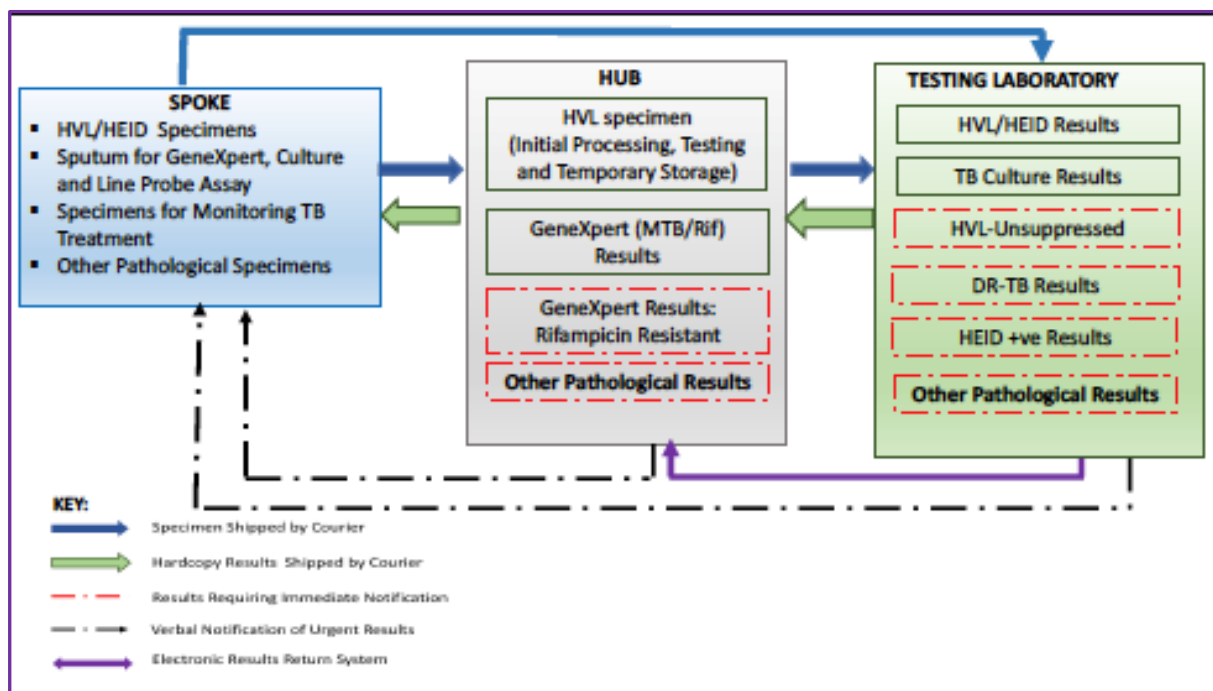 SPOKE
▪ HVL/HEID Specimens
▪ Sputum for GeneXpert, Culture
and Line Probe Assay
▪ Specimens for Monitoring TB
Treatment
▪ Other Pathological Specimens
HUB
HVL specimen
(Initial Processing, Testing
and Temporary Storage)
GeneXpert (MTB/Rif)
Results
GeneXpert Results:
Rifampicin Resistant
Other Pathological Results
TESTING LABORATORY
HVL/HEID Results
TB Culture Results
HVL-Unsuppressed
DR-TB Results
HEID +ve Results
Other Pathological Results
KEY:
Specimen Shipped by Courier
Hardcopy Results Shipped by Courier
Results Requiring Immediate Notification
Verbal Notification of Urgent Results
Electronic Results Return System